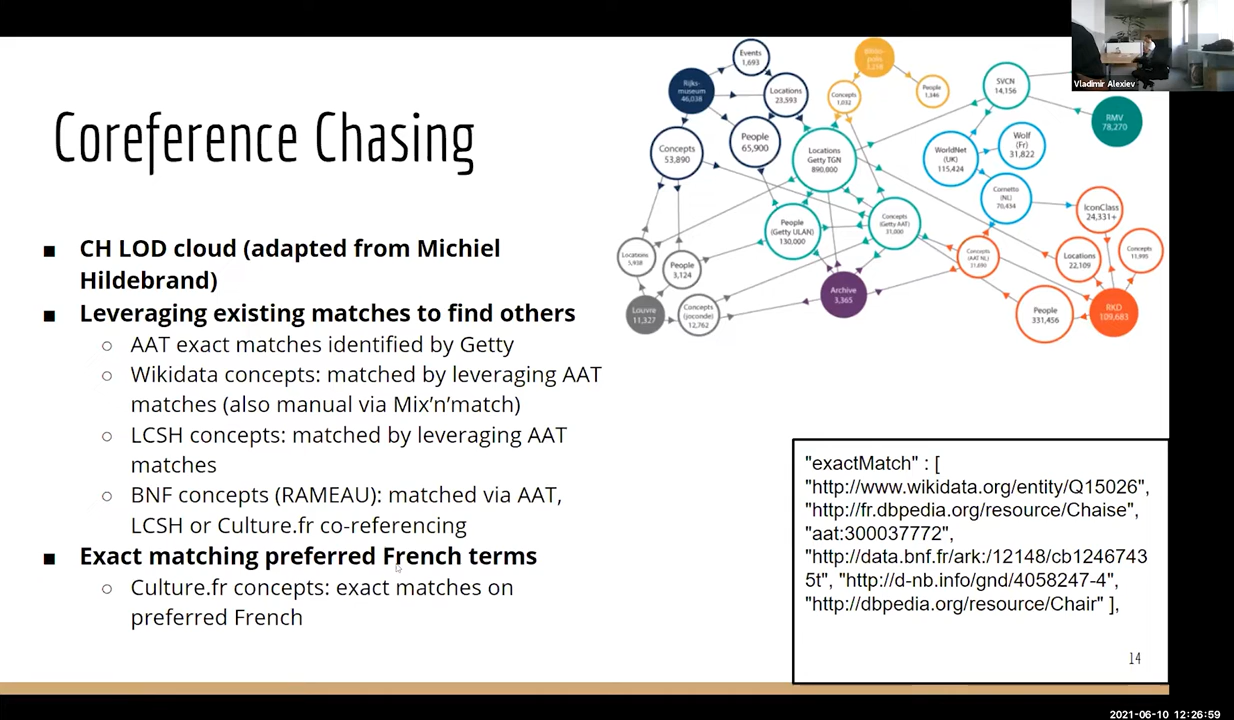 Coreference Chasing
■ CH LOD cloud (adapted from Michiel
Hildebrand)
■ Leveraging existing matches to find others
○ AAT exact matches identified by Getty
○ Wikidata concepts: matched by leveraging AAT
matches (also manual via Mix'n'match)
○ LCSH concepts: matched by leveraging AAT
matches
○ BNF concepts (RAMEAU): matched via AAT,
LCSH or Culture.fr co-referencing
■ Exact matching preferred French terms
○ Culture.fr concepts: exact matches on
preferred French
Events
1,693
Rijks-
museum
46,038
Locations
23,593
People
65,900
Concepts
53,890
Concepts
1,032
People
1,346
Locations
Getty TGN
890,000
SVCN
14,156
RMV
78,270
WorldNet
(UK)
115,424
Wolf
(Fr)
31,822
Cornetto
(NL)
70,434
IconClass
24,331+
People
(Getty ULAN)
130,000
Concepts
(Getty AAT)
31,000
Concepts
(AAT NL)
Locations
22,109
Concepts
11,995
Locations
5,938
People
3,124
Louvre
11,327
Concepts
(joconde)
12,762
Archive
3,365
People
331,456
RKD
109,683
"exactMatch" : [
"http://www.wikidata.org/entity/Q15026",
"http://fr.dbpedia.org/resource/Chaise",
"aat:300037772",
"http://data.bnf.fr/ark:/12148/cb1246743
5t", "http://d-nb.info/gnd/4058247-4",
"http://dbpedia.org/resource/Chair" ],
14
Vladimir Alexiev
2021-06-10 12:26:59